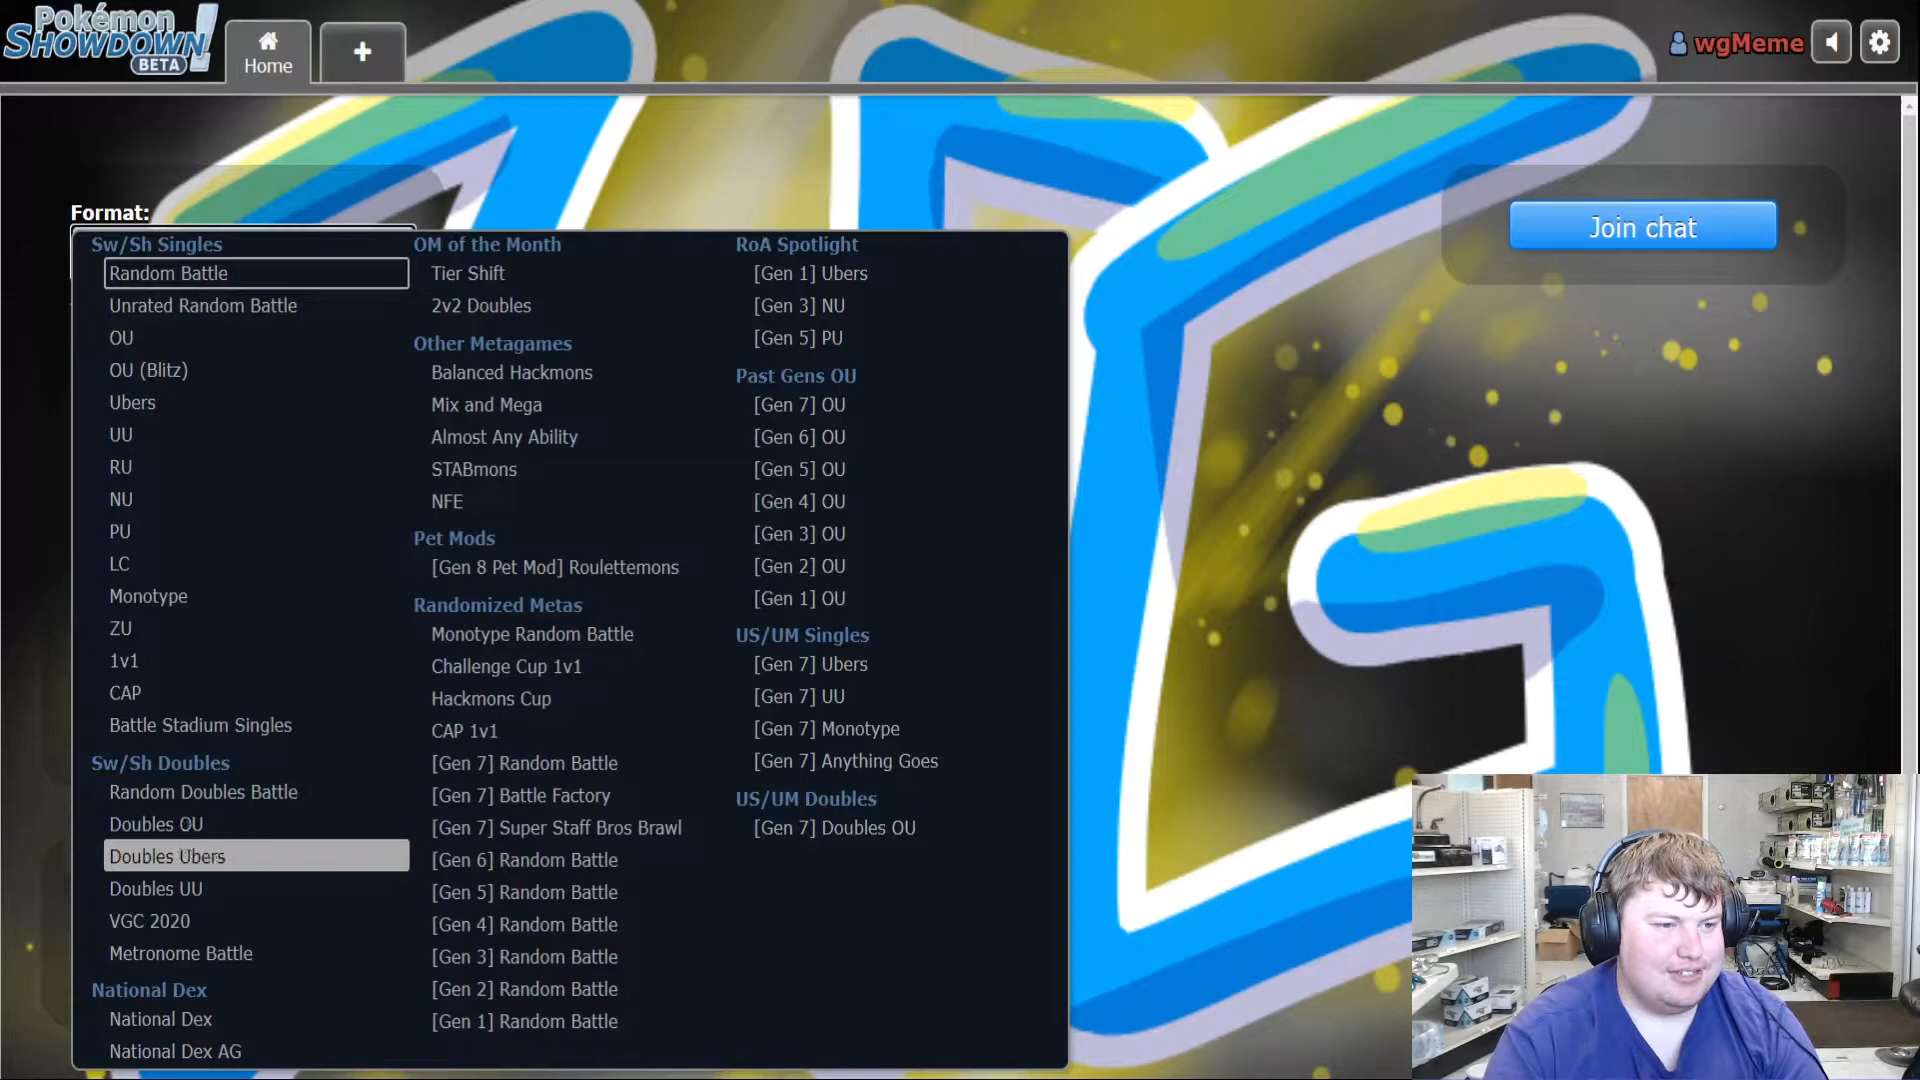 Pokémon
SHOWDOWN!
BETA
Home
+
wgMeme
Format:
Join chat
Sw/Sh Singles
Random Battle
Unrated Random Battle
OU
OU (Blitz)
Ubers
UU
RU
NU
PU
LC
Monotype
ZU
1v1
CAP
Battle Stadium Singles
Sw/Sh Doubles
Random Doubles Battle
Doubles OU
Doubles Ubers
Doubles UU
VGC 2020
Metronome Battle
National Dex
National Dex
National Dex AG
OM of the Month
Tier Shift
2v2 Doubles
Other Metagames
Balanced Hackmons
Mix and Mega
Almost Any Ability
STABmons
NFE
Pet Mods
[Gen 8 Pet Mod] Roulettemons
Randomized Metas
Monotype Random Battle
Challenge Cup 1v1
Hackmons Cup
CAP 1v1
[Gen 7] Random Battle
[Gen 7] Battle Factory
[Gen 7] Super Staff Bros Brawl
[Gen 6] Random Battle
[Gen 5] Random Battle
[Gen 4] Random Battle
[Gen 3] Random Battle
[Gen 2] Random Battle
[Gen 1] Random Battle
RoA Spotlight
[Gen 1] Ubers
[Gen 3] NU
[Gen 5] PU
Past Gens OU
[Gen 7] OU
[Gen 6] OU
[Gen 5] OU
[Gen 4] OU
[Gen 3] OU
[Gen 2] OU
[Gen 1] OU
US/UM Singles
[Gen 7] Ubers
[Gen 7] UU
[Gen 7] Monotype
[Gen 7] Anything Goes
US/UM Doubles
[Gen 7] Doubles OU